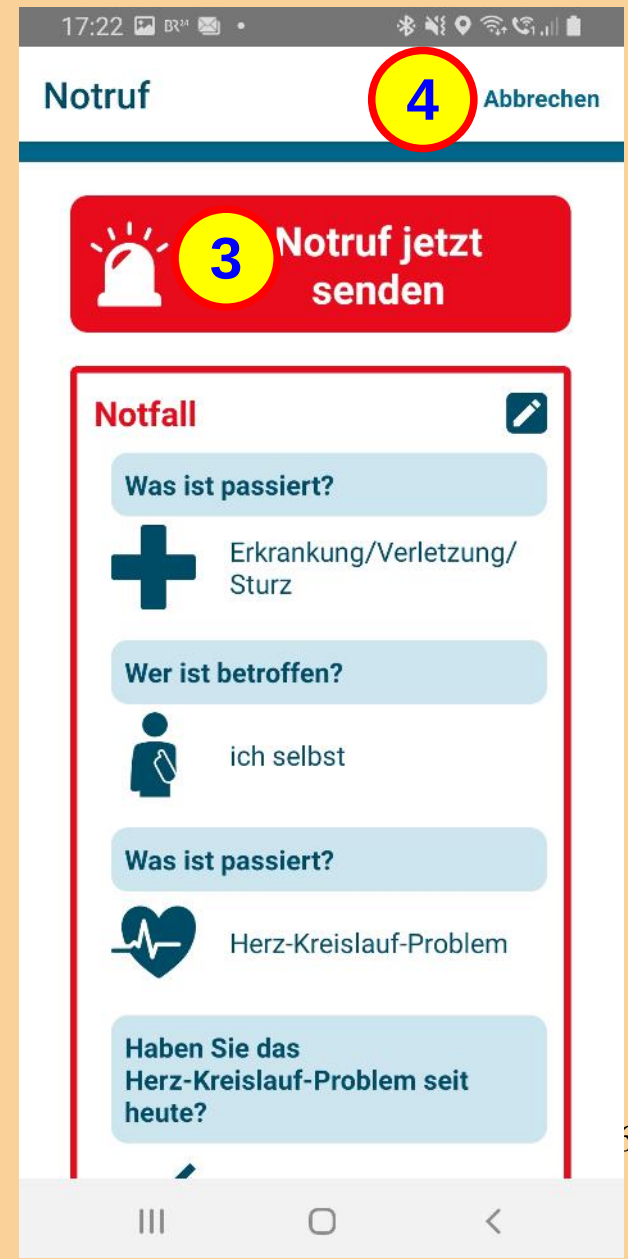 17:22 BR24
Notruf
4
Abbrechen
3
Notruf jetzt
senden
Notfall
Was ist passiert?
Erkrankung/Verletzung/
Sturz
Wer ist betroffen?
ich selbst
Was ist passiert?
Herz-Kreislauf-Problem
Haben Sie das
Herz-Kreislauf-Problem seit
heute?